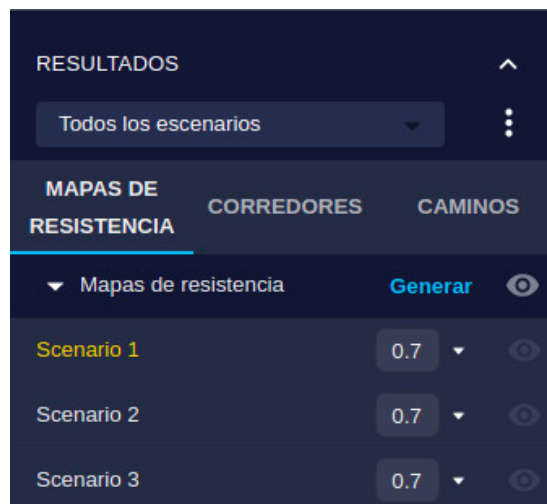 RESULTADOS
Todos los escenarios
MAPAS DE
RESISTENCIA
CORREDORES
CAMINOS
Mapas de resistencia Generar
Scenario 1 0.7
Scenario 2 0.7
Scenario 3 0.7